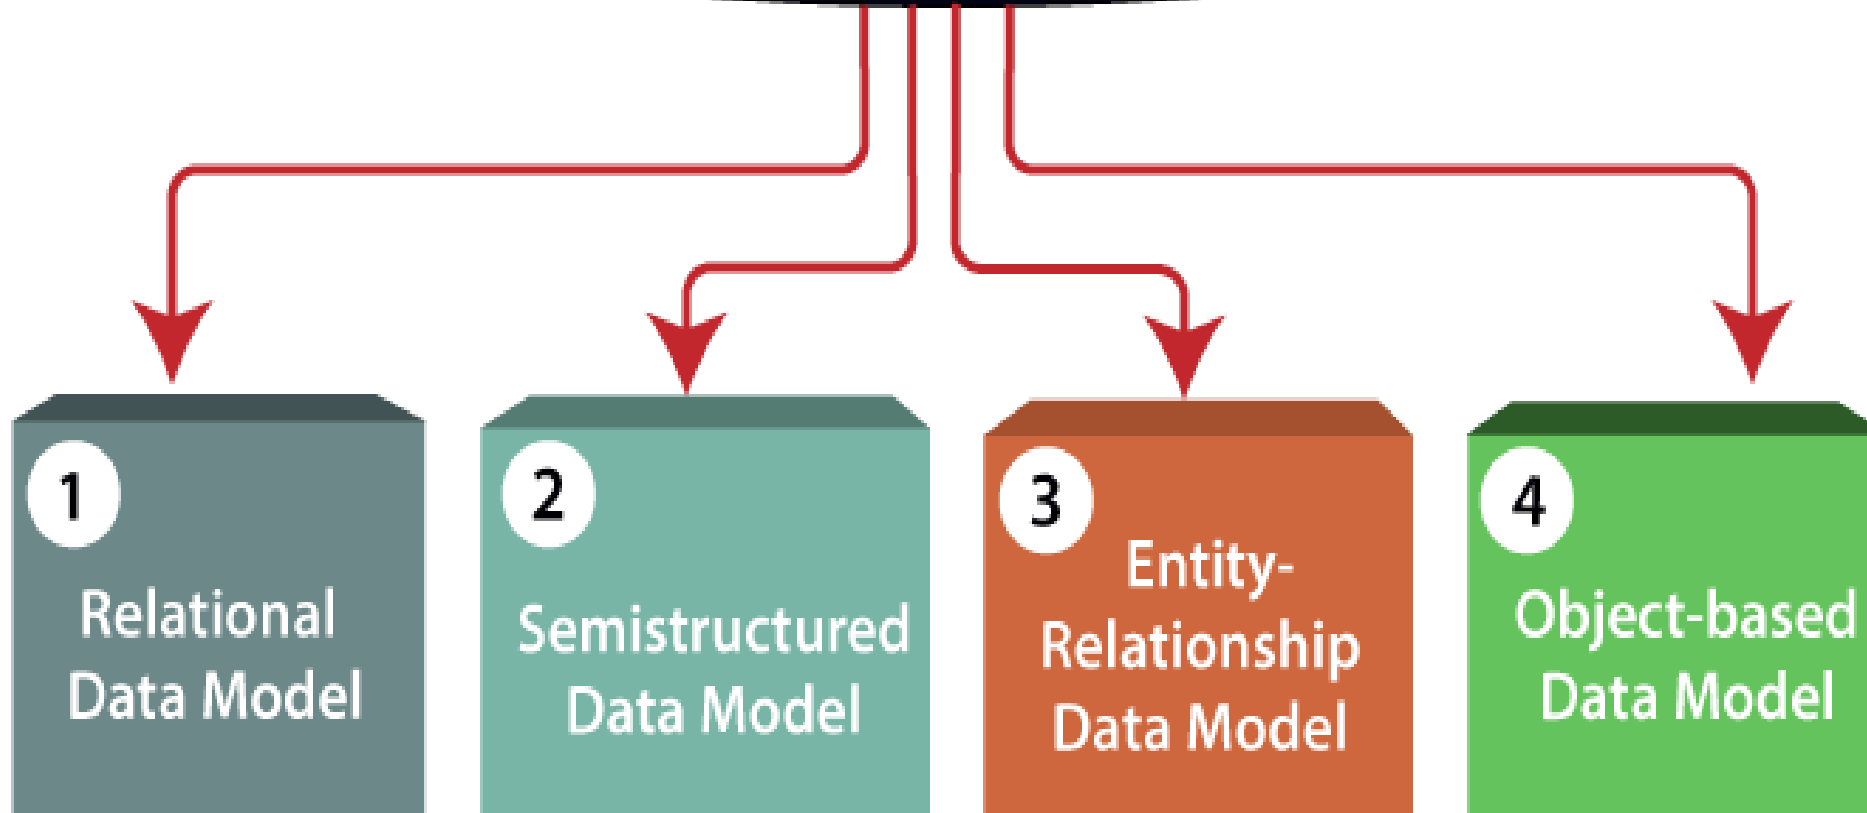 1
Relational
Data Model
2
Semistructured
Data Model
3
Entity-
Relationship
Data Model
4
Object-based
Data Model